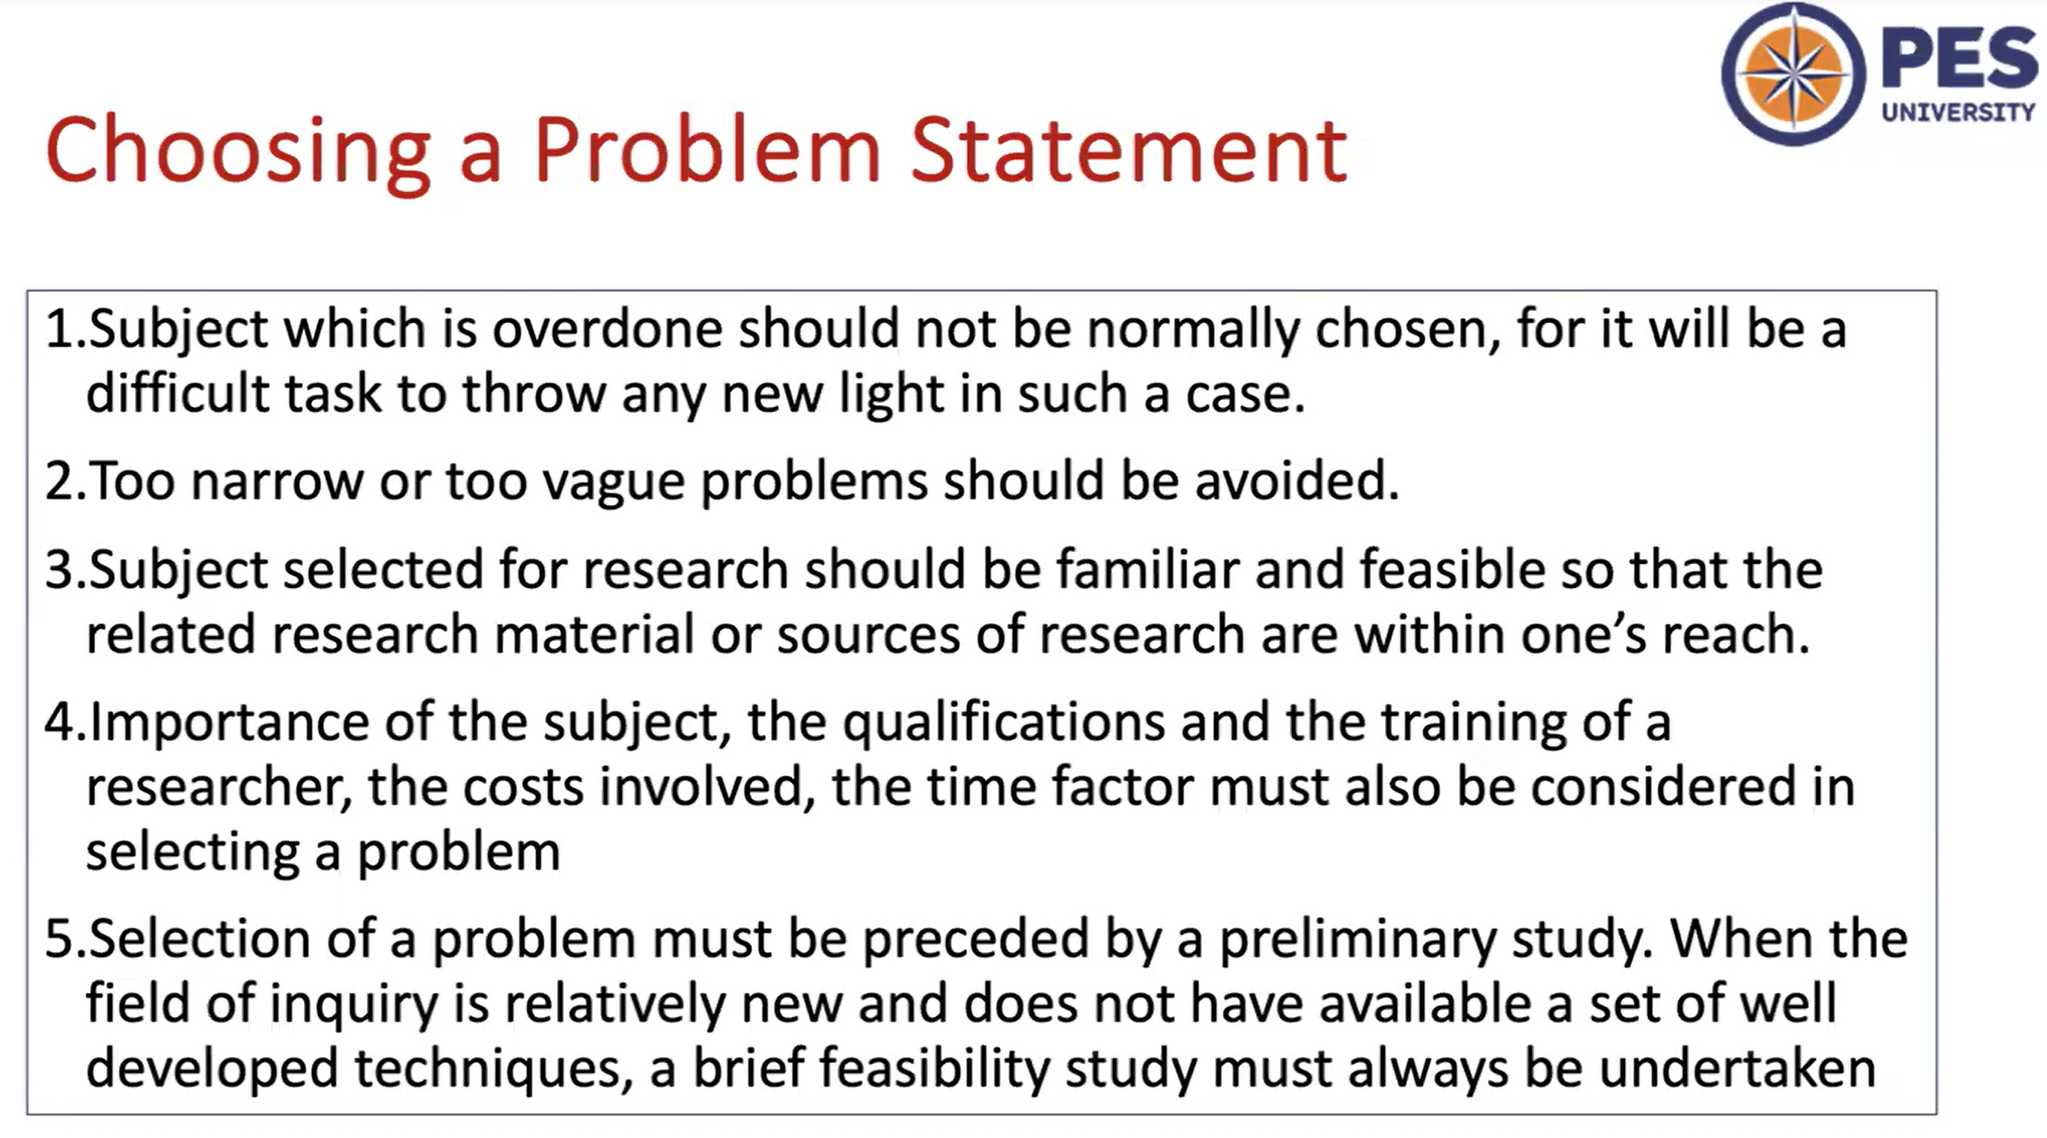 PES
UNIVERSITY
Choosing a Problem Statement
1.Subject which is overdone should not be normally chosen, for it will be a
difficult task to throw any new light in such a case.
2.Too narrow or too vague problems should be avoided.
3.Subject selected for research should be familiar and feasible so that the
related research material or sources of research are within one’s reach.
4.Importance of the subject, the qualifications and the training of a
researcher, the costs involved, the time factor must also be considered in
selecting a problem
5.Selection of a problem must be preceded by a preliminary study. When the
field of inquiry is relatively new and does not have available a set of well
developed techniques, a brief feasibility study must always be undertaken